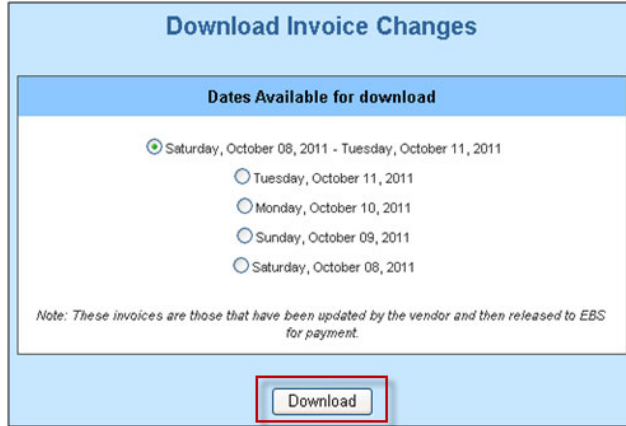 Download Invoice Changes
Dates Available for download
Saturday, October 08, 2011 - Tuesday, October 11, 2011
Tuesday, October 11, 2011
Monday, October 10, 2011
Sunday, October 09, 2011
Saturday, October 08, 2011
Note: These invoices are those that have been updated by the vendor and then released to EBS
for payment.
Download